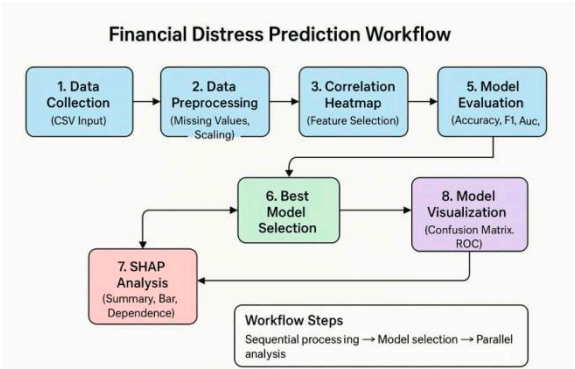 Financial Distress Prediction Workflow
1. Data
Collection
(CSV Input)
2. Data
Preprocessing
(Missing Values,
Scaling)
3. Correlation
Heatmap
(Feature Selection)
5. Model
Evaluation
(Accuracy, F1, Auc,
6. Best
Model
Selection
8. Model
Visualization
(Confusion Matrix.
ROC)
7. SHAP
Analysis
(Summary, Bar,
Dependence)
Workflow Steps
Sequential processing → Model selection → Parallel
analysis